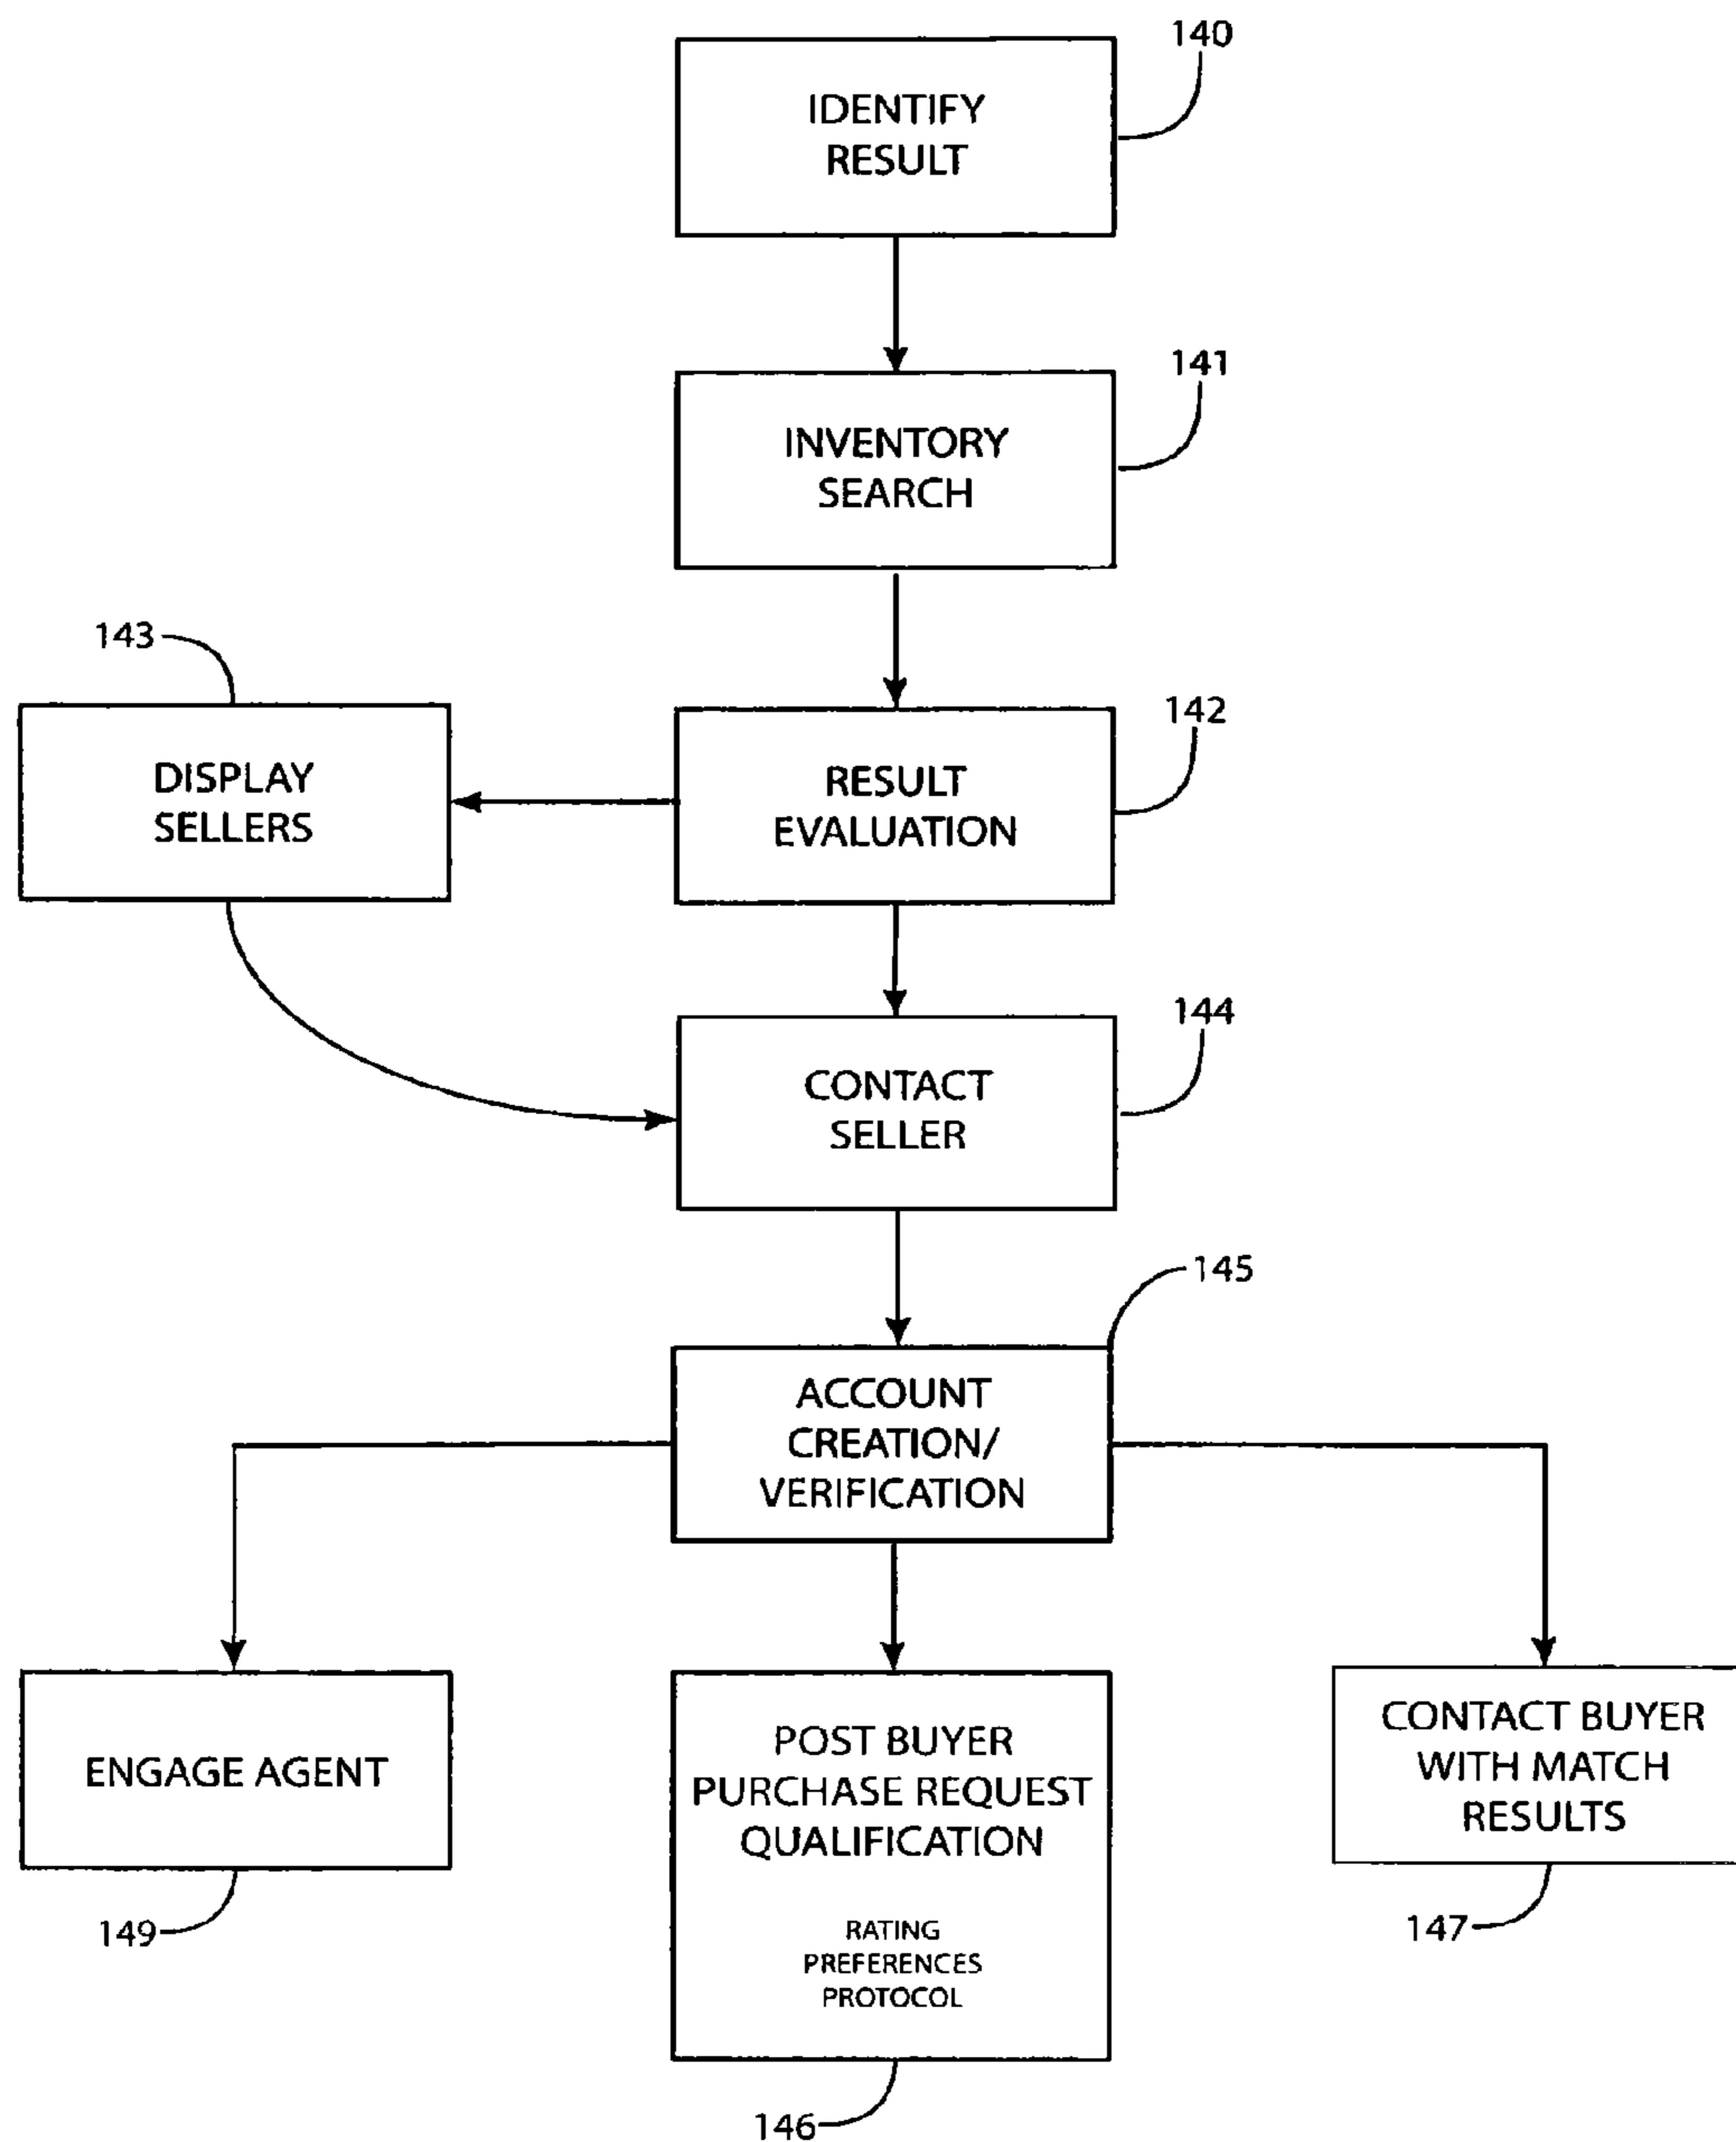 140
IDENTIFY
RESULT
141
INVENTORY
SEARCH
143
142
DISPLAY
SELLERS
RESULT
EVALUATION
144
CONTACT
SELLER
145
ACCOUNT
CREATION/
VERIFICATION
ENGAGE AGENT
149
POST BUYER
PURCHASE REQUEST
QUALIFICATION
RATING
PREFERENCES
PROTOCOL
146
CONTACT BUYER
WITH MATCH
RESULTS
147